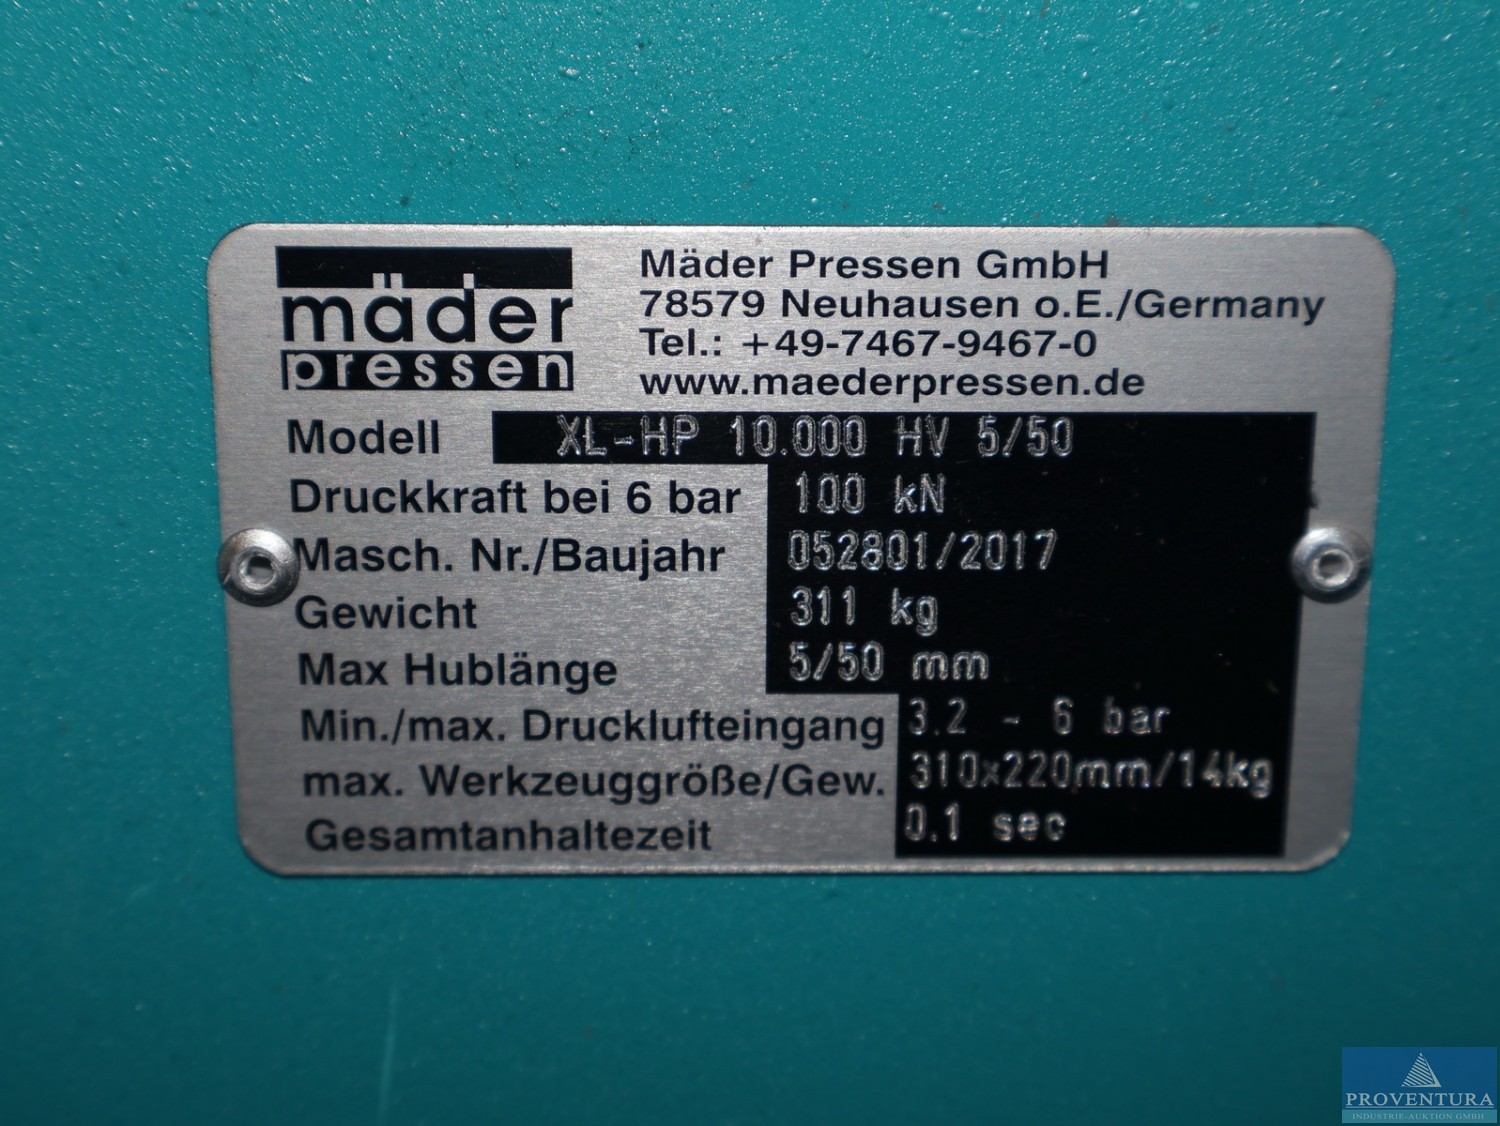 mäder
pressen
Mäder Pressen GmbH
78579 Neuhausen o.E./Germany
Tel.: +49-7467-9467-0
www.maederpressen.de
Modell XL-HP 10.000 HV 5/50
Druckkraft bei 6 bar 100 kN
Masch. Nr./Baujahr 052801/2017
Gewicht 311 kg
Max Hublänge 5/50 mm
Min./max. Drucklufteingang 3.2 - 6 bar
max. Werkzeuggröße/Gew. 310x220mm/14kg
Gesamtanhaltezeit 0.1 sec
PROVENTURA
INDUSTRIE-AUKTION GMBH